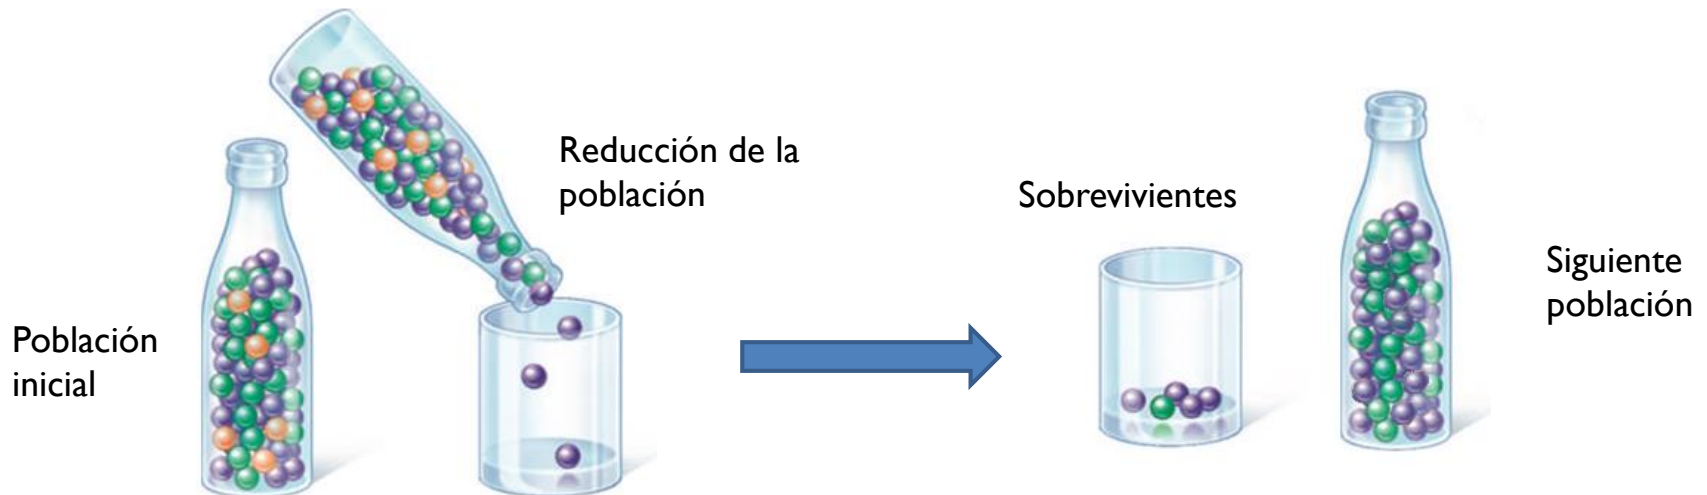 Población
inicial
Reducción de la
población
Sobrevivientes
Siguiente
población